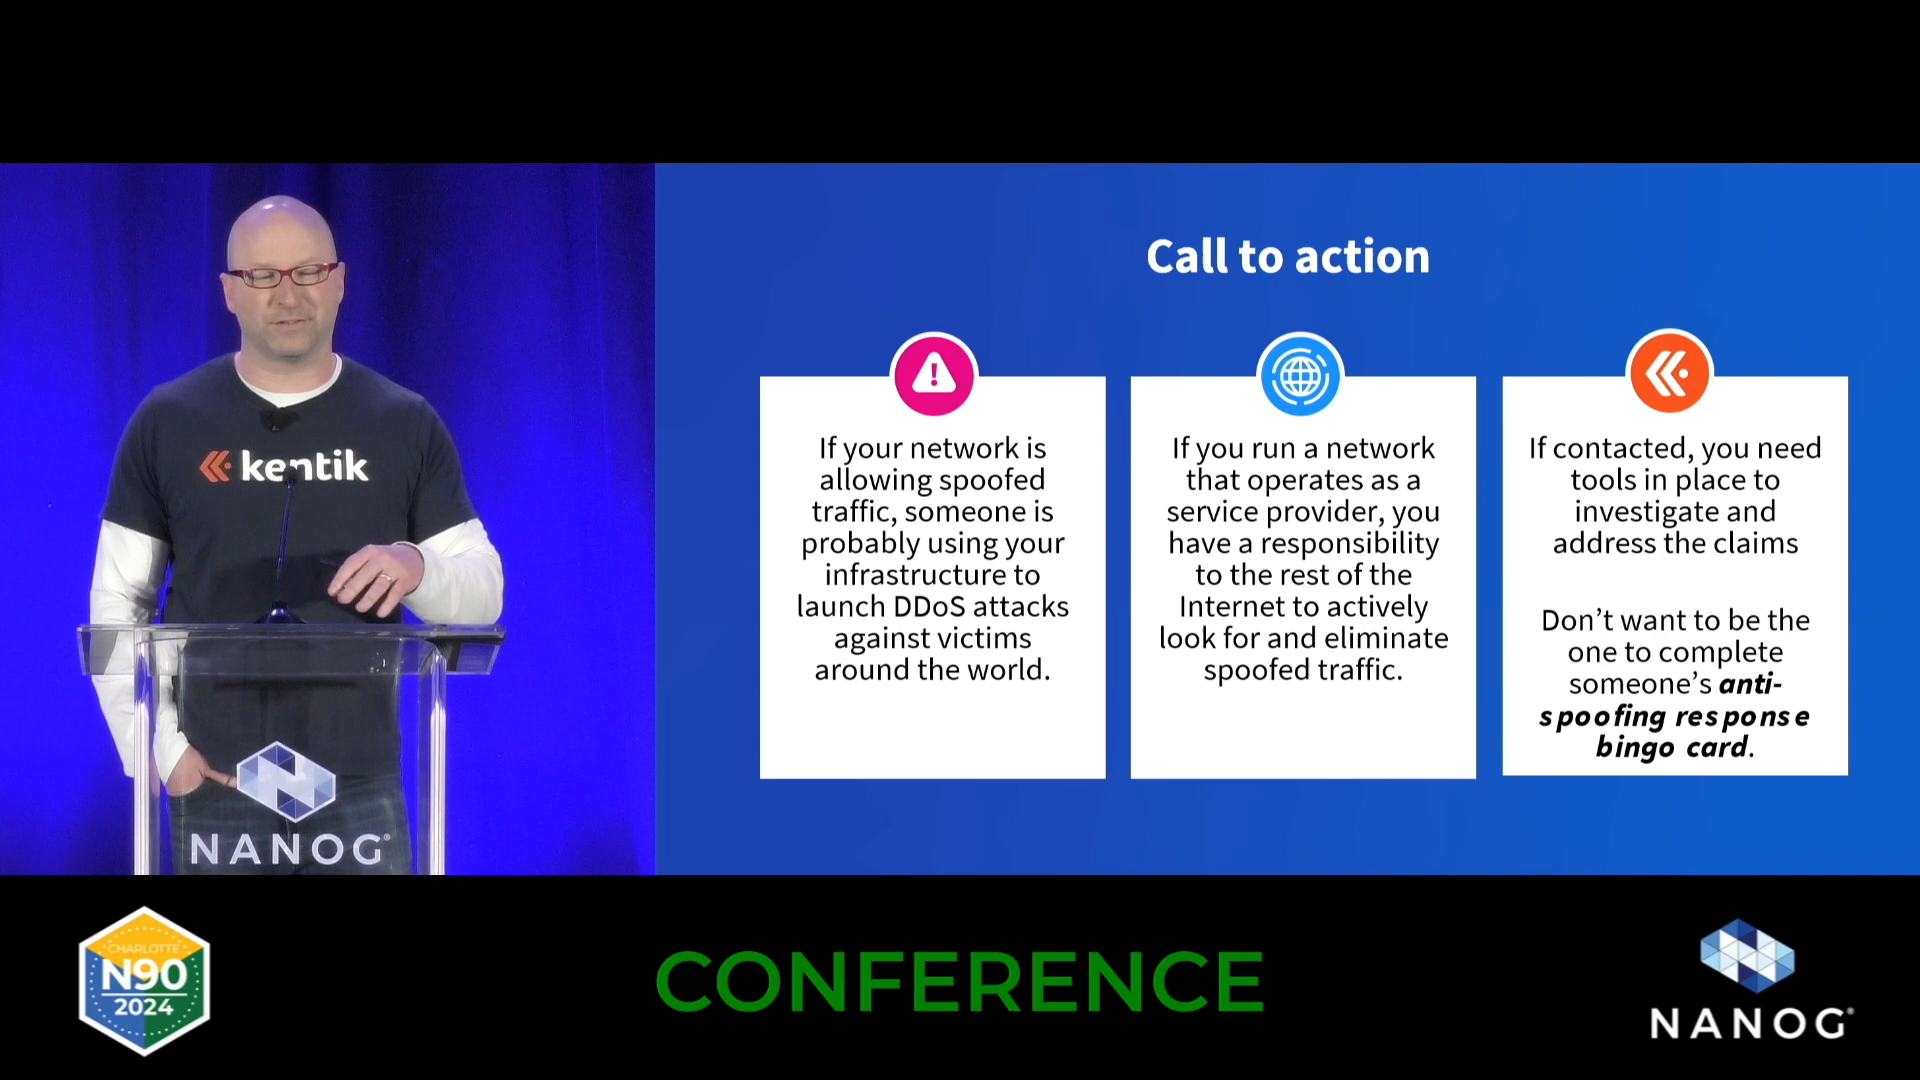 Call to action
If your network is
allowing spoofed
traffic, someone is
probably using your
infrastructure to
launch DDoS attacks
against victims
around the world.
If you run a network
that operates as a
service provider, you
have a responsibility
to the rest of the
Internet to actively
look for and eliminate
spoofed traffic.
If contacted, you need
tools in place to
investigate and
address the claims
Don’t want to be the
one to complete
someone’s anti-
spoofing response
bingo card.
kentik
NANOG®
CHARLOTTE
N90
2024
CONFERENCE
NANOG®